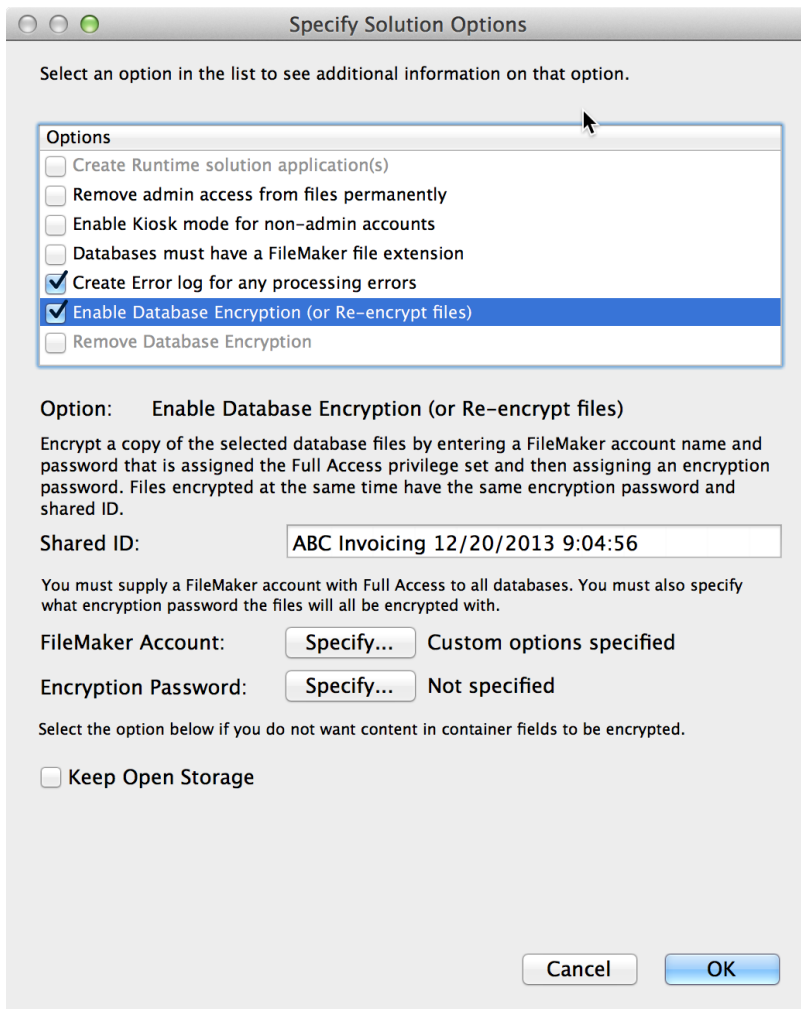 Specify Solution Options
Select an option in the list to see additional information on that option.
Options
Create Runtime solution application(s)
Remove admin access from files permanently
Enable Kiosk mode for non-admin accounts
Databases must have a FileMaker file extension
Create Error log for any processing errors
Enable Database Encryption (or Re-encrypt files)
Remove Database Encryption
Option: Enable Database Encryption (or Re-encrypt files)
Encrypt a copy of the selected database files by entering a FileMaker account name and
password that is assigned the Full Access privilege set and then assigning an encryption
password. Files encrypted at the same time have the same encryption password and
shared ID.
Shared ID: ABC Invoicing 12/20/2013 9:04:56
You must supply a FileMaker account with Full Access to all databases. You must also specify
what encryption password the files will all be encrypted with.
FileMaker Account: Specify... Custom options specified
Encryption Password: Specify... Not specified
Select the option below if you do not want content in container fields to be encrypted.
Keep Open Storage
Cancel OK